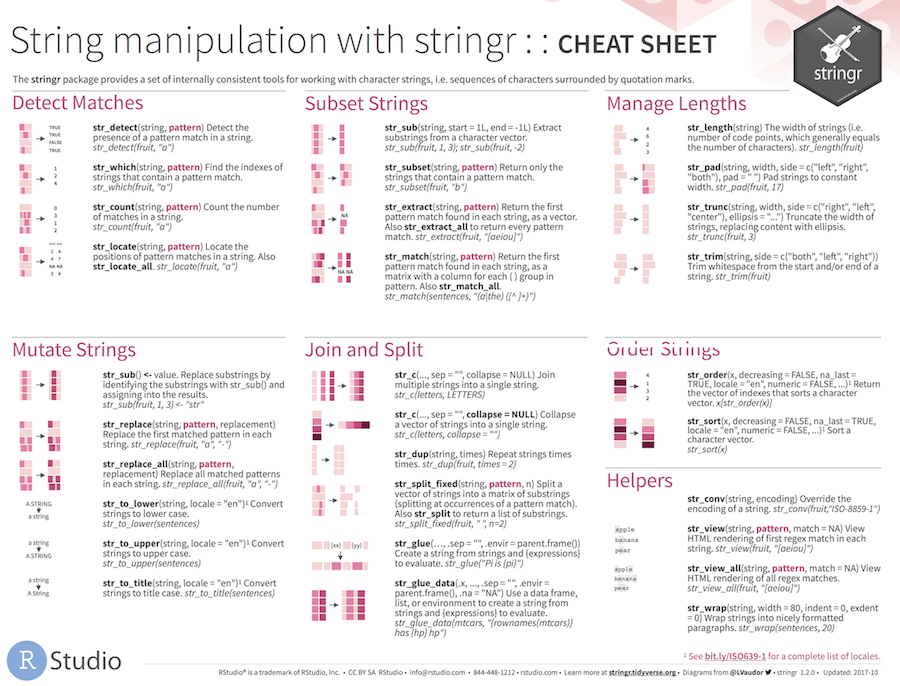 String manipulation with stringr : : CHEAT SHEET
stringr
The stringr package provides a set of internally consistent tools for working with character strings, i.e. sequences of characters surrounded by quotation marks.
Detect Matches
TRUE
TRUE
FALSE
TRUE
str_detect(string, pattern) Detect the
presence of a pattern match in a string.
str_detect(fruit, "a")
1
2
4
str_which(string, pattern) Find the indexes of
strings that contain a pattern match.
str_which(fruit, "a")
0
3
1
2
str_count(string, pattern) Count the number
of matches in a string.
str_count(fruit, "a")
2 4
4 7
NA NA
3 4
str_locate(string, pattern) Locate the
positions of pattern matches in a string. Also
str_locate_all. str_locate(fruit, "a")
Subset Strings
str_sub(string, start = 1L, end = -1L) Extract
substrings from a character vector.
str_sub(fruit, 1, 3); str_sub(fruit, -2)
str_subset(string, pattern) Return only the
strings that contain a pattern match.
str_subset(fruit, "b")
NA
str_extract(string, pattern) Return the first
pattern match found in each string, as a vector.
Also str_extract_all to return every pattern
match. str_extract(fruit, "[aeiou]")
NA NA
str_match(string, pattern) Return the first
pattern match found in each string, as a
matrix with a column for each ( ) group in
pattern. Also str_match_all.
str_match(sentences, "(a|the) ([^ ]+)")
Manage Lengths
4
6
2
3
str_length(string) The width of strings (i.e.
number of code points, which generally equals
the number of characters). str_length(fruit)
str_pad(string, width, side = c("left", "right",
"both"), pad = " ") Pad strings to constant
width. str_pad(fruit, 17)
str_trunc(string, width, side = c("right", "left",
"center"), ellipsis = "...") Truncate the width of
strings, replacing content with ellipsis.
str_trunc(fruit, 3)
str_trim(string, side = c("both", "left", "right"))
Trim whitespace from the start and/or end of a
string. str_trim(fruit)
Mutate Strings
str_sub() <- value. Replace substrings by
identifying the substrings with str_sub() and
assigning into the results.
str_sub(fruit, 1, 3) <- "str"
str_replace(string, pattern, replacement)
Replace the first matched pattern in each
string. str_replace(fruit, "a", "-")
str_replace_all(string, pattern,
replacement) Replace all matched patterns
in each string. str_replace_all(fruit, "a", "-")
A STRING
a string
str_to_lower(string, locale = "en")1 Convert
strings to lower case.
str_to_lower(sentences)
a string
A STRING
str_to_upper(string, locale = "en")1 Convert
strings to upper case.
str_to_upper(sentences)
a string
A String
str_to_title(string, locale = "en")1 Convert
strings to title case. str_to_title(sentences)
Join and Split
str_c(..., sep = "", collapse = NULL) Join
multiple strings into a single string.
str_c(letters, LETTERS)
str_c(..., sep = "", collapse = NULL) Collapse
a vector of strings into a single string.
str_c(letters, collapse = "")
str_dup(string, times) Repeat strings times
times. str_dup(fruit, times = 2)
str_split_fixed(string, pattern, n) Split a
vector of strings into a matrix of substrings
(splitting at occurrences of a pattern match).
Also str_split to return a list of substrings.
str_split_fixed(fruit, " ", n=2)
{xx} {yy}
str_glue(…, .sep = "", .envir = parent.frame())
Create a string from strings and {expressions}
to evaluate. str_glue("Pi is {pi}")
str_glue_data(.x, ..., .sep = "", .envir =
parent.frame(), .na = "NA") Use a data frame,
list, or environment to create a string from
strings and {expressions} to evaluate.
str_glue_data(mtcars, "{rownames(mtcars)}
has {hp} hp")
Order Strings
4
1
3
2
str_order(x, decreasing = FALSE, na_last =
TRUE, locale = "en", numeric = FALSE, ...)1 Return
the vector of indexes that sorts a character
vector. x[str_order(x)]
str_sort(x, decreasing = FALSE, na_last = TRUE,
locale = "en", numeric = FALSE, ...)1 Sort a
character vector.
str_sort(x)
Helpers
str_conv(string, encoding) Override the
encoding of a string. str_conv(fruit,"ISO-8859-1")
apple
banana
pear
str_view(string, pattern, match = NA) View
HTML rendering of first regex match in each
string. str_view(fruit, "[aeiou]")
apple
banana
pear
str_view_all(string, pattern, match = NA) View
HTML rendering of all regex matches.
str_view_all(fruit, "[aeiou]")
str_wrap(string, width = 80, indent = 0, exdent
= 0) Wrap strings into nicely formatted
paragraphs. str_wrap(sentences, 20)
1 See bit.ly/ISO639-1 for a complete list of locales.
R Studio
RStudio® is a trademark of RStudio, Inc. • CC BY SA RStudio • info@rstudio.com • 844-448-1212 • rstudio.com • Learn more at stringr.tidyverse.org • Diagrams from @LVaudor • stringr 1.2.0 • Updated: 2017-10